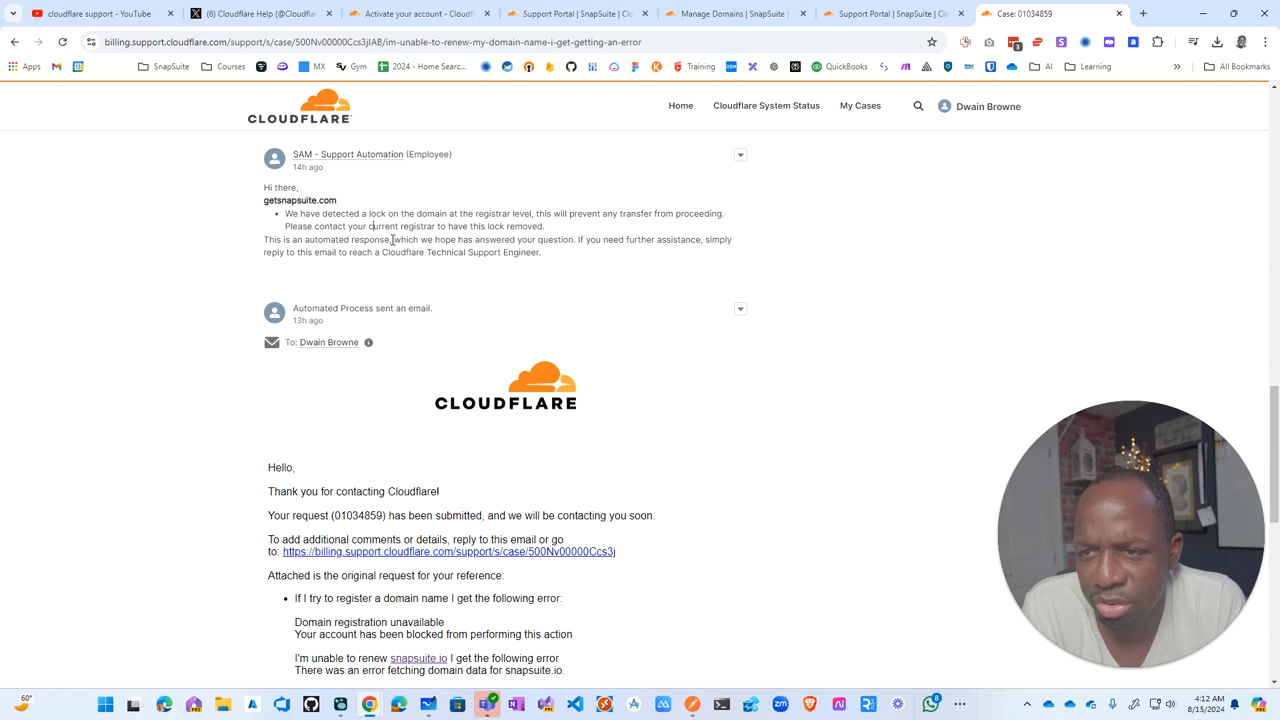 cloudflare support - YouTube
(6) Cloudflare Help (@Cloudfla
Activate your account - Cloudf
Support Portal | SnapSuite | Clo
Manage Domains | SnapSuite |
Support Portal | SnapSuite | Clo
Case: 01034859
billing.support.cloudflare.com/support/s/case/500Nv00000Ccs3jIAB/im-unable-to-renew-my-domain-name-i-get-getting-an-error
3
Apps
SnapSuite
Courses
MX
Gym
2024 - Home Searc...
Training
QuickBooks
AI
Learning
All Bookmarks
CLOUDFLARE
Home
Cloudflare System Status
My Cases
Dwain Browne
SAM - Support Automation (Employee)
14h ago
Hi there,
getsnapsuite.com
• We have detected a lock on the domain at the registrar level, this will prevent any transfer from proceeding.
Please contact your current registrar to have this lock removed.
This is an automated response, which we hope has answered your question. If you need further assistance, simply
reply to this email to reach a Cloudflare Technical Support Engineer.
Automated Process sent an email.
13h ago
To: Dwain Browne
CLOUDFLARE
Hello,
Thank you for contacting Cloudflare!
Your request (01034859) has been submitted, and we will be contacting you soon.
To add additional comments or details, reply to this email or go
to: https://billing.support.cloudflare.com/support/s/case/500Nv00000Ccs3j
Attached is the original request for your reference:
• If I try to register a domain name I get the following error:
Domain registration unavailable
Your account has been blocked from performing this action
I'm unable to renew snapsuite.io I get the following error
There was an error fetching domain data for snapsuite.io.
60°
8
4:12 AM
8/15/2024